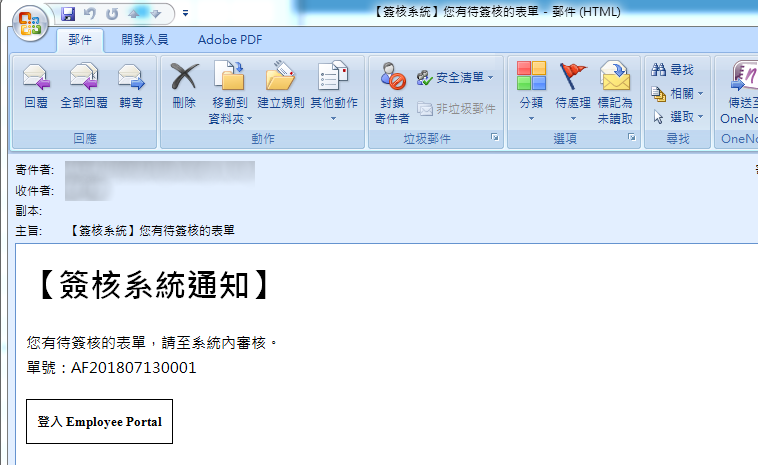 【簽核系統】您有待簽核的表單 - 郵件 (HTML)
郵件 開發人員 Adobe PDF
回覆 全部回覆 轉寄
回應
刪除 移動到資料夾 建立規則 其他動作
動作
封鎖寄件者 安全清單 非垃圾郵件
垃圾郵件
分類 待處理 標記為未讀取
選項
尋找 相關 選取
尋找
傳送至 OneNo
OneNo
寄件者:
收件者:
副本:
主旨: 【簽核系統】您有待簽核的表單
【簽核系統通知】
您有待簽核的表單，請至系統內審核。
單號：AF201807130001
登入 Employee Portal